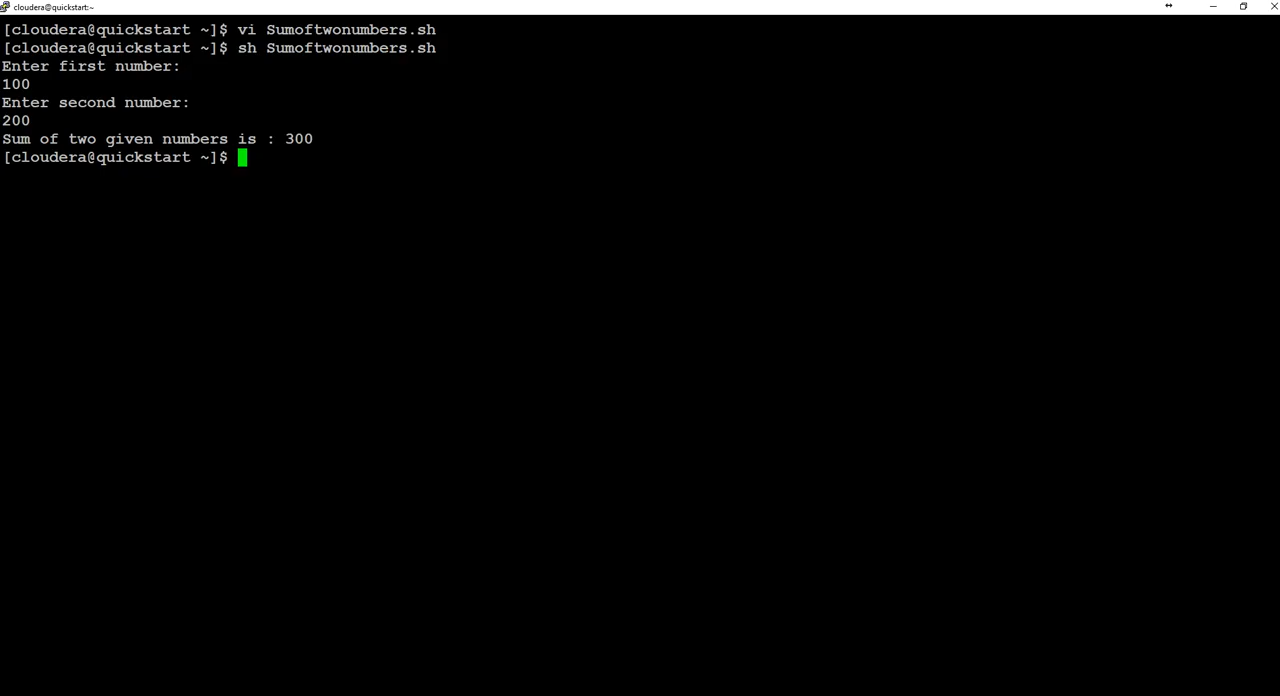 cloudera@quickstart:~
[cloudera@quickstart ~]$ vi Sumoftwonumbers.sh
[cloudera@quickstart ~]$ sh Sumoftwonumbers.sh
Enter first number:
100
Enter second number:
200
Sum of two given numbers is : 300
[cloudera@quickstart ~]$